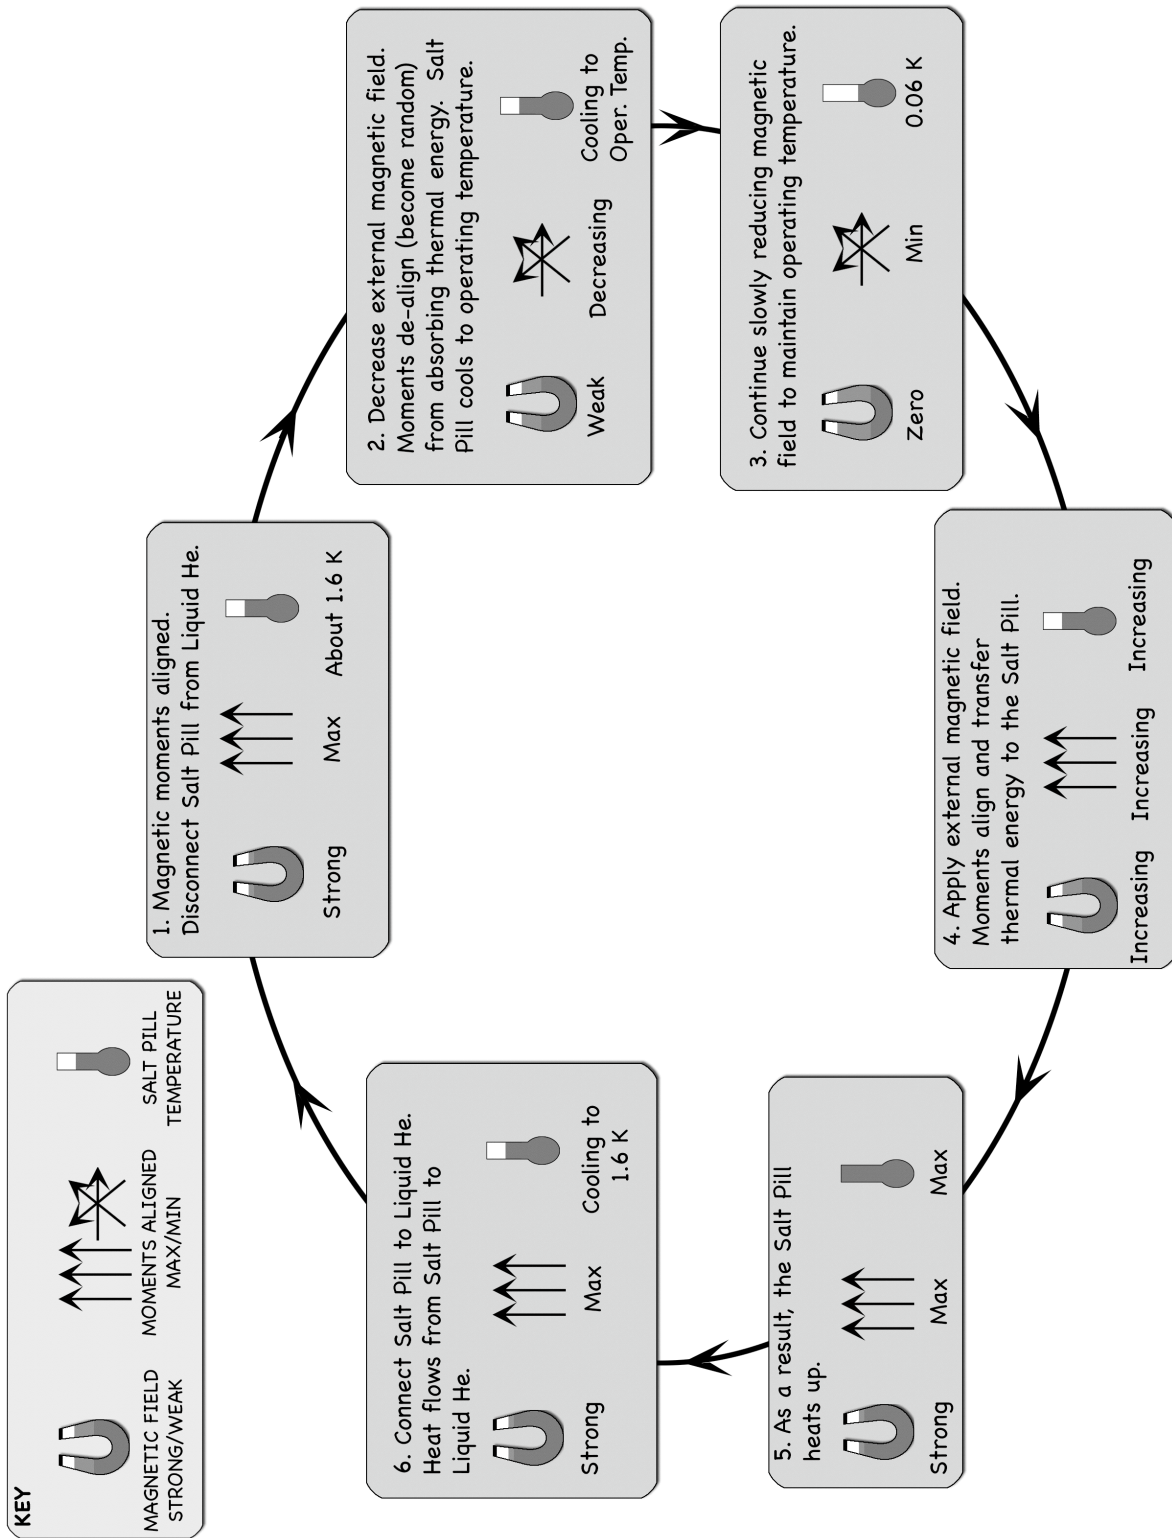 KEY
MAGNETIC FIELD
STRONG/WEAK
MOMENTS ALIGNED
MAX/MIN
SALT PILL
TEMPERATURE
1. Magnetic moments aligned.
Disconnect Salt Pill from Liquid He.
Strong
Max
About 1.6 K
2. Decrease external magnetic field.
Moments de-align (become random)
from absorbing thermal energy. Salt
Pill cools to operating temperature.
Weak
Decreasing
Cooling to
Oper. Temp.
3. Continue slowly reducing magnetic
field to maintain operating temperature.
Zero
Min
0.06 K
4. Apply external magnetic field.
Moments align and transfer
thermal energy to the Salt Pill.
Increasing
Increasing
Increasing
5. As a result, the Salt Pill
heats up.
Strong
Max
Max
6. Connect Salt Pill to Liquid He.
Heat flows from Salt Pill to
Liquid He.
Strong
Max
Cooling to
1.6 K